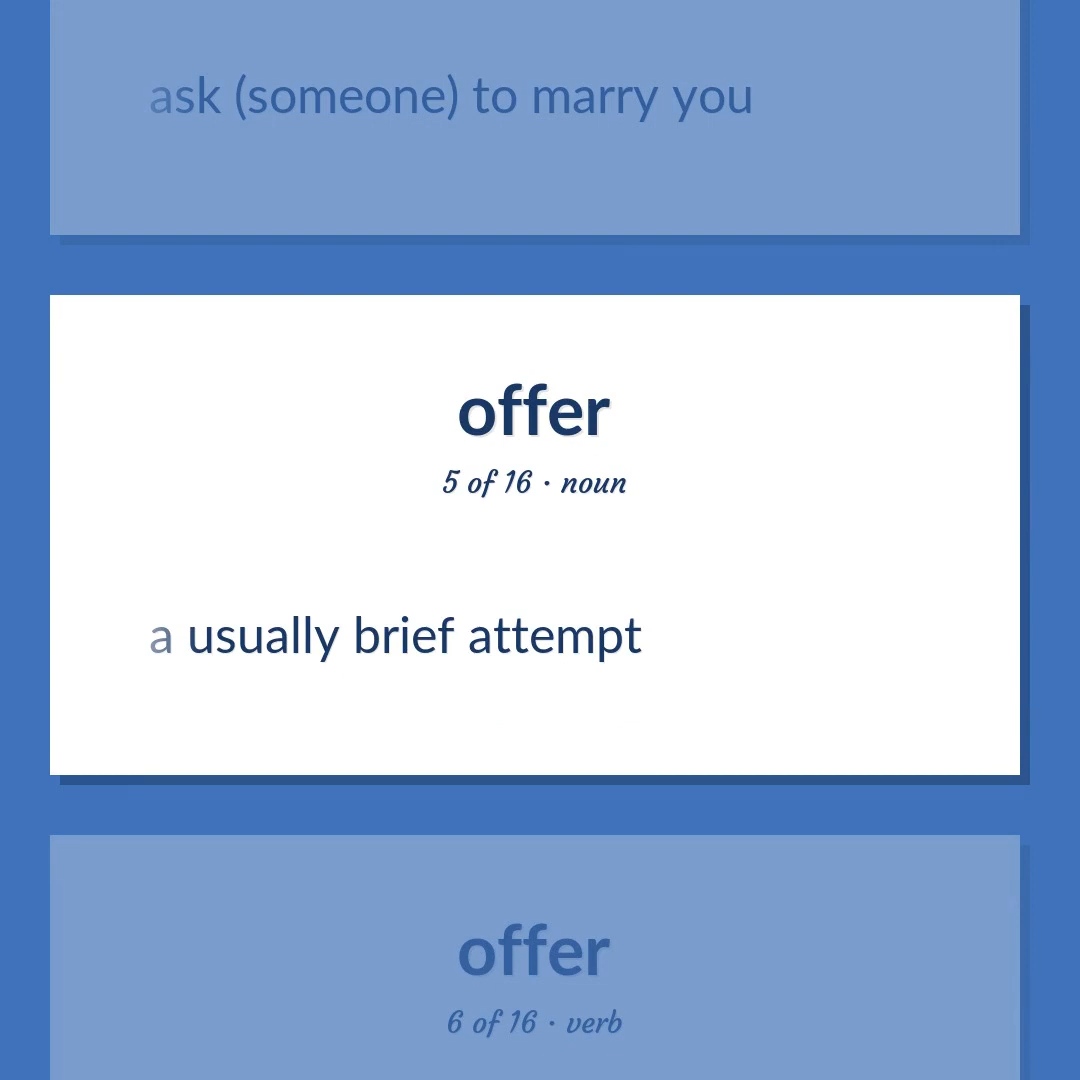 ask (someone) to marry you
offer
5 of 16 · noun
a usually brief attempt
offer
6 of 16 · verb